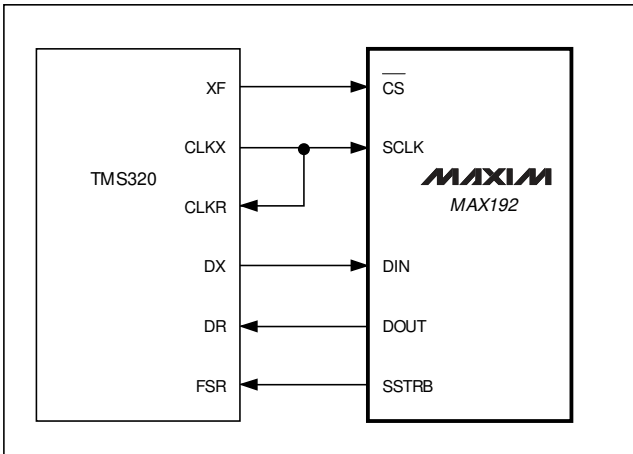 XF
CS
CLKX
SCLK
TMS320
MAXIM
MAX192
CLKR
DX
DIN
DR
DOUT
FSR
SSTRB